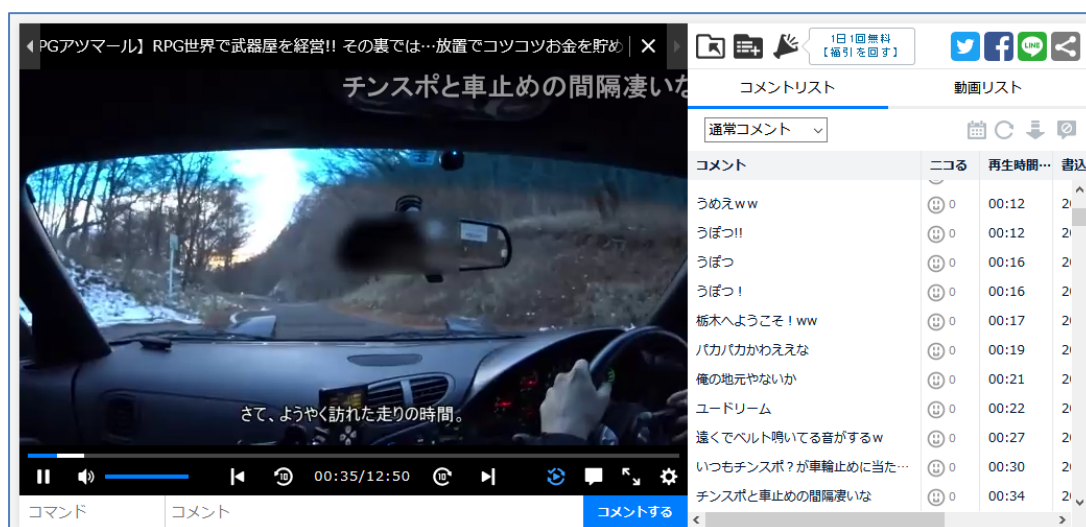 PGアツマール】RPG世界で武器屋を経営!! その裏では…放置でコツコツお金を貯め
チンスポと車止めの間隔凄いな
さて、ようやく訪れた走りの時間。
00:35/12:50
コマンド コメント コメントする
1日1回無料
【福引を回す】
LINE
コメントリスト 動画リスト
通常コメント
コメント ニコる 再生時間… 書込
うめえww 0 00:12 2
うぽつ!! 0 00:12 2
うぽつ 0 00:16 2
うぽつ！ 0 00:16 2
栃木へようこそ！ww 0 00:17 2
パカパカかわええな 0 00:19 2
俺の地元やないか 0 00:21 2
ユードリーム 0 00:22 2
遠くでベルト鳴いてる音がするｗ 0 00:27 2
いつもチンスポ？が車輪止めに当た… 0 00:30 2
チンスポと車止めの間隔凄いな 0 00:34 2